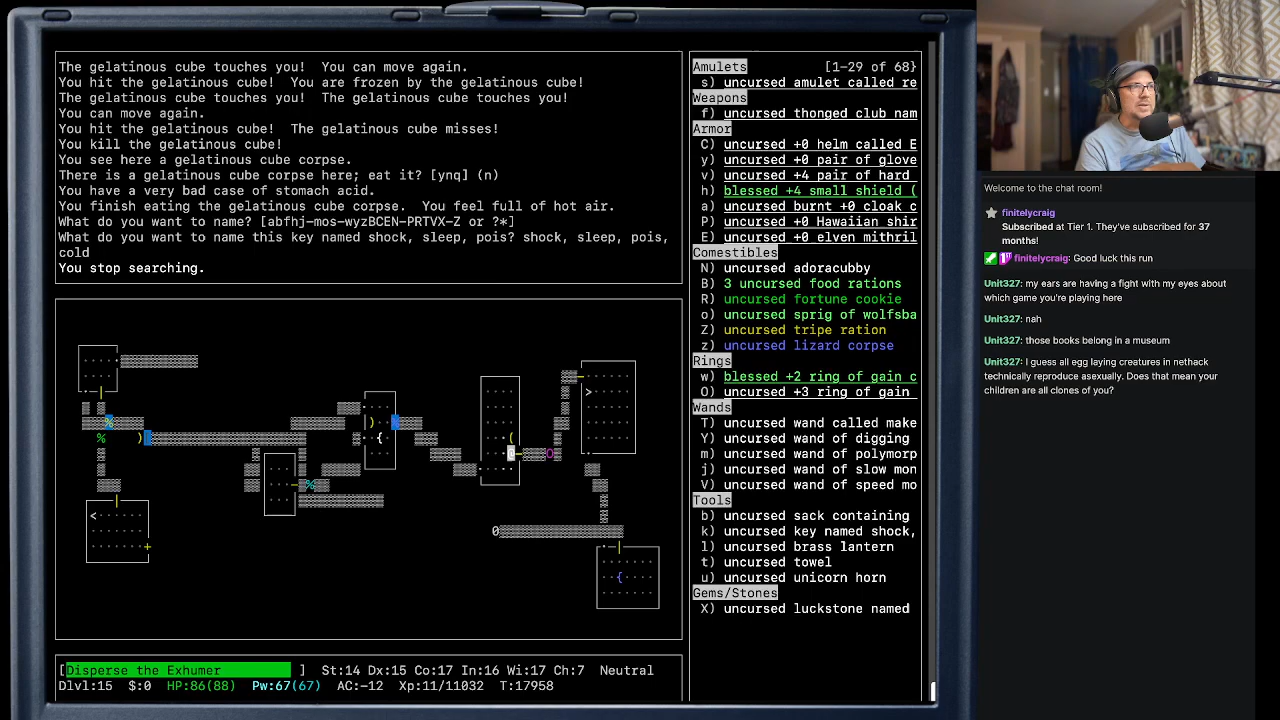 The gelatinous cube touches you!  You can move again.
You hit the gelatinous cube!  You are frozen by the gelatinous cube!
The gelatinous cube touches you!  The gelatinous cube touches you!
You can move again.
You hit the gelatinous cube!  The gelatinous cube misses!
You kill the gelatinous cube!
You see here a gelatinous cube corpse.
There is a gelatinous cube corpse here; eat it? [ynq] (n)
You have a very bad case of stomach acid.
You finish eating the gelatinous cube corpse.  You feel full of hot air.
What do you want to name? [abfhj-mos-wyzBCEN-PRTVX-Z or ?*]
What do you want to name this key named shock, sleep, pois? shock, sleep, pois,
cold
You stop searching.
[Disperse the Exhumer ] St:14 Dx:15 Co:17 In:16 Wi:17 Ch:7 Neutral
Dlvl:15 $:0 HP:86(88) Pw:67(67) AC:-12 Xp:11/11032 T:17958
Amulets [1-29 of 68}
s) uncursed amulet called re
Weapons
f) uncursed thonged club nam
Armor
C) uncursed +0 helm called E
y) uncursed +0 pair of glove
v) uncursed +4 pair of hard
h) blessed +4 small shield (
a) uncursed burnt +0 cloak c
P) uncursed +0 Hawaiian shir
E) uncursed +0 elven mithril
Comestibles
N) uncursed adoracubby
B) 3 uncursed food rations
R) uncursed fortune cookie
o) uncursed sprig of wolfsba
Z) uncursed tripe ration
z) uncursed lizard corpse
Rings
w) blessed +2 ring of gain c
O) uncursed +3 ring of gain
Wands
T) uncursed wand called make
Y) uncursed wand of digging
m) uncursed wand of polymorp
j) uncursed wand of slow mon
V) uncursed wand of speed mo
Tools
b) uncursed sack containing
k) uncursed key named shock,
l) uncursed brass lantern
t) uncursed towel
u) uncursed unicorn horn
Gems/Stones
X) uncursed luckstone named
Welcome to the chat room!
finitelycraig
Subscribed at Tier 1. They've subscribed for 37
months!
finitelycraig: Good luck this run
Unit327: my ears are having a fight with my eyes about
which game you're playing here
Unit327: nah
Unit327: those books belong in a museum
Unit327: I guess all egg laying creatures in nethack
technically reproduce asexually. Does that mean your
children are all clones of you?